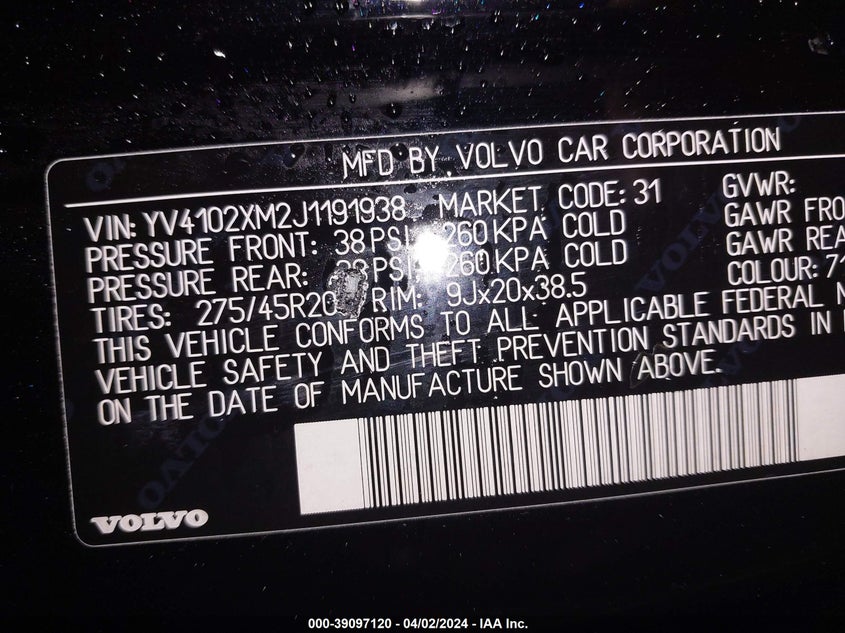 MFD BY. VOLVO CAR CORPORATION
VIN: YV4102XM2J1191938 MARKET CODE: 31 GVWR:
PRESSURE FRONT: 38 PSI 260 KPA COLD GAWR FRO
PRESSURE REAR: 38 PSI 260 KPA COLD GAWR REA
TIRES: 275/45R20 RIM: 9Jx20x38.5 COLOUR: 71
THIS VEHICLE CONFORMS TO ALL APPLICABLE FEDERAL
VEHICLE SAFETY AND THEFT PREVENTION STANDARDS IN
ON THE DATE OF MANUFACTURE SHOWN ABOVE.
VOLVO
000-39097120 - 04/02/2024 - IAA Inc.